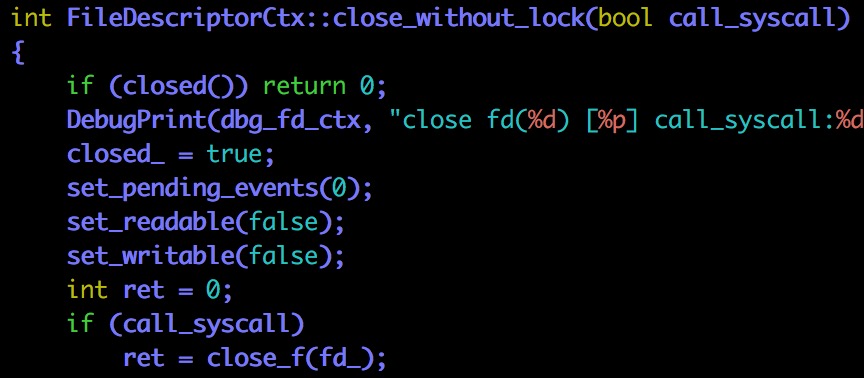 int FileDescriptorCtx::close_without_lock(bool call_syscall)
{
    if (closed()) return 0;
    DebugPrint(dbg_fd_ctx, "close fd(%d) [%p] call_syscall:%d
    closed_ = true;
    set_pending_events(0);
    set_readable(false);
    set_writable(false);
    int ret = 0;
    if (call_syscall)
        ret = close_f(fd_);